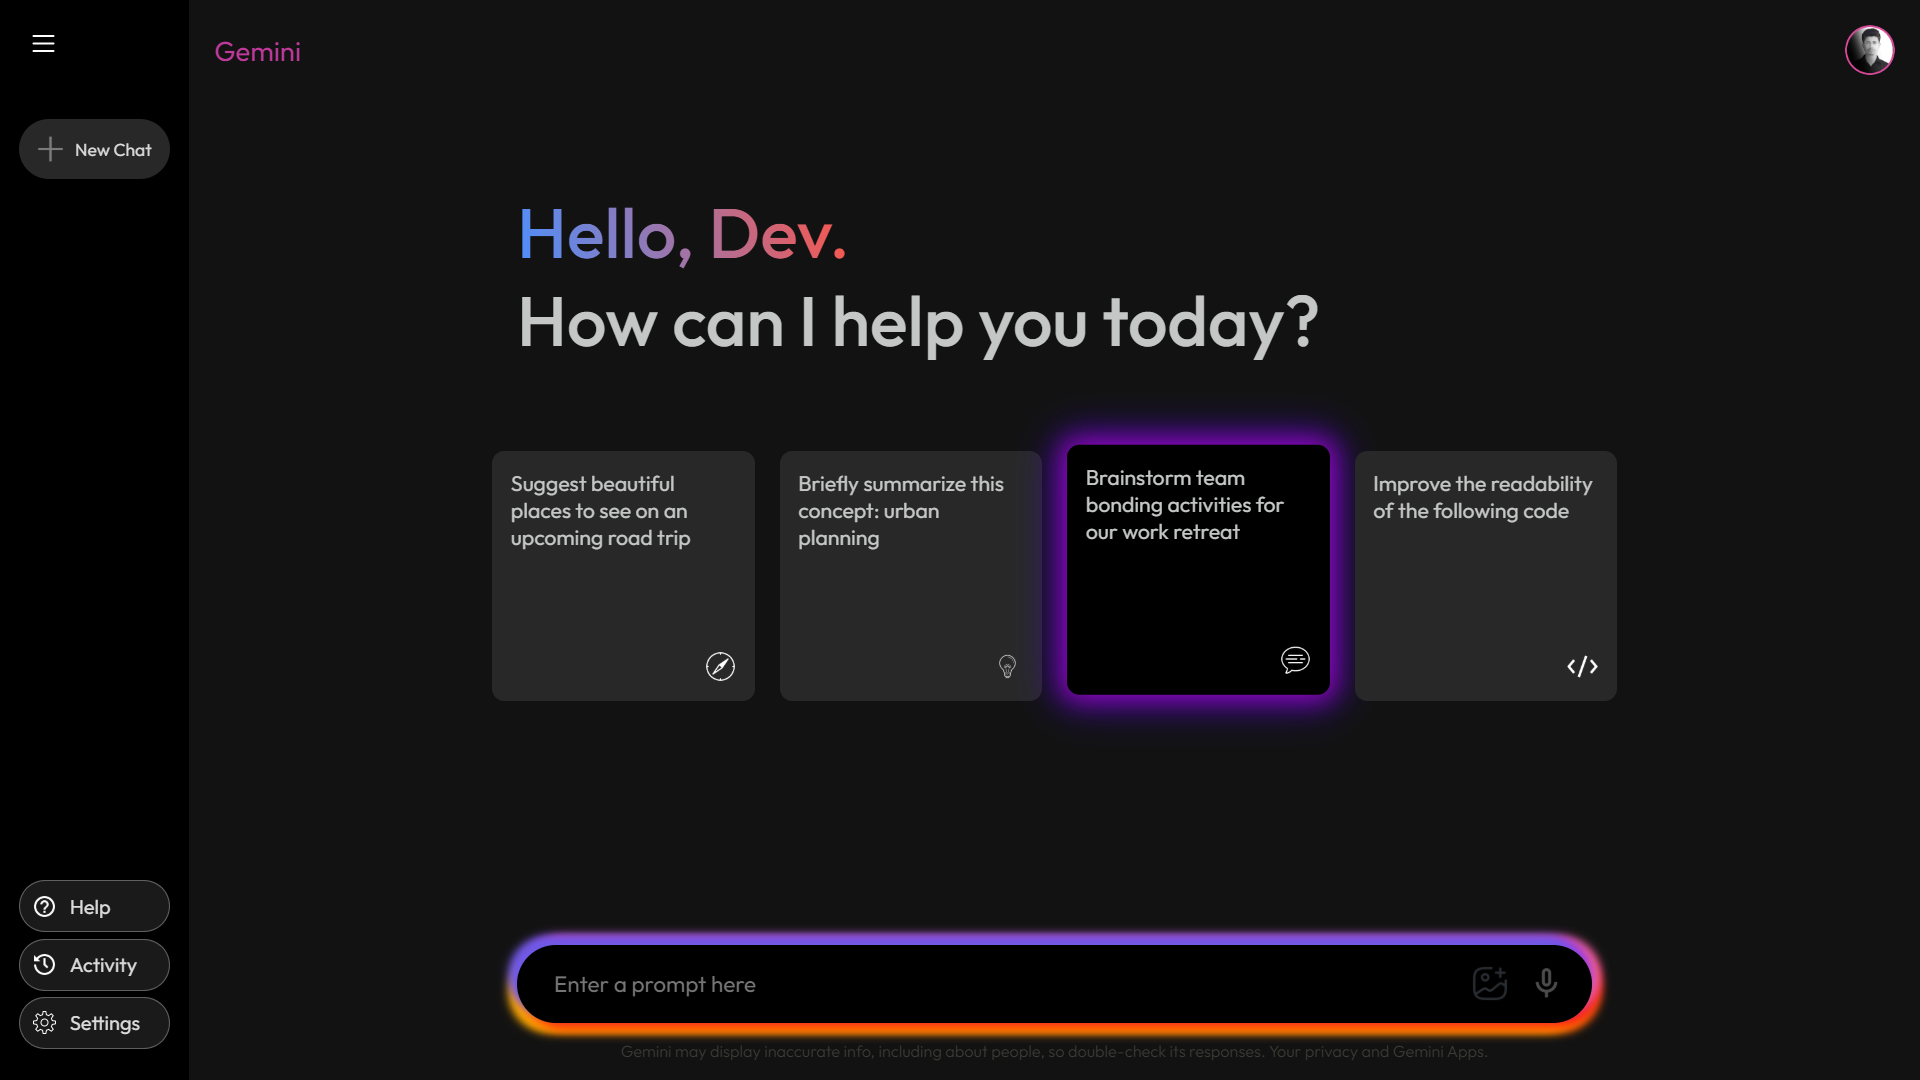 Gemini
New Chat
Hello, Dev.
How can I help you today?
Suggest beautiful
places to see on an
upcoming road trip
Briefly summarize this
concept: urban
planning
Brainstorm team
bonding activities for
our work retreat
Improve the readability
of the following code
Help
Activity
Settings
Enter a prompt here
Gemini may display inaccurate info, including about people, so double-check its responses. Your privacy and Gemini Apps.